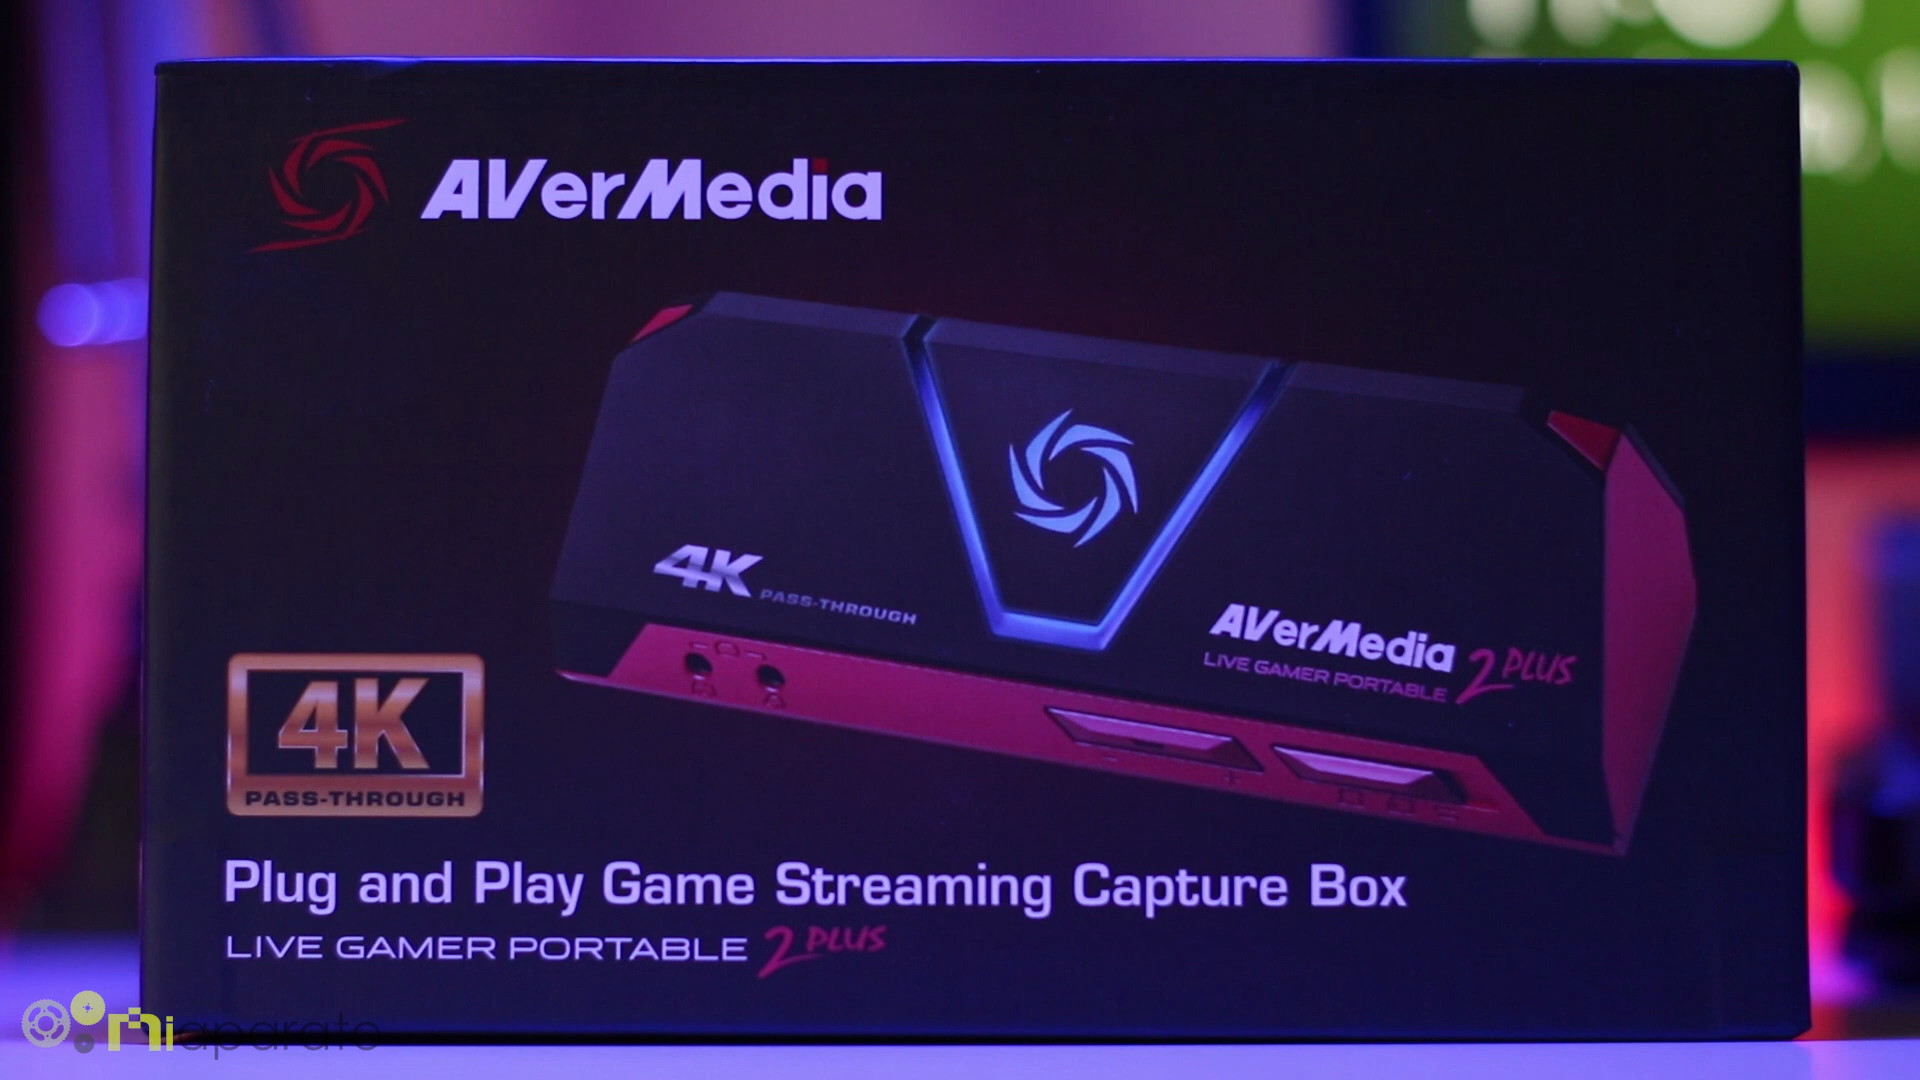 AVerMedia
4K PASS-THROUGH
AVerMedia
LIVE GAMER PORTABLE 2 PLUS
4K
PASS-THROUGH
Plug and Play Game Streaming Capture Box
LIVE GAMER PORTABLE 2 PLUS
miaparate